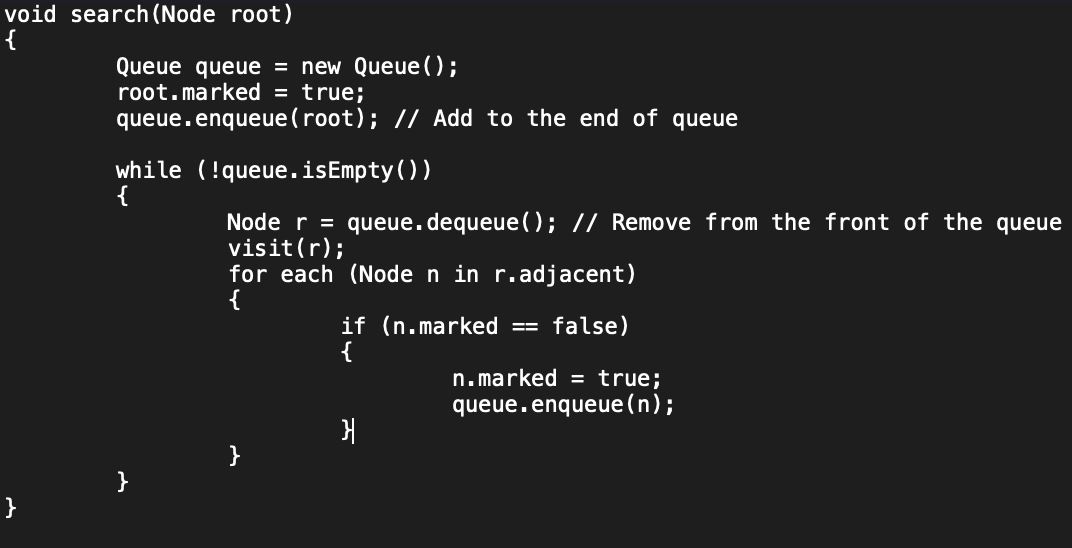 void search(Node root)
{
        Queue queue = new Queue();
        root.marked = true;
        queue.enqueue(root); // Add to the end of queue

        while (!queue.isEmpty())
        {
                Node r = queue.dequeue(); // Remove from the front of the queue
                visit(r);
                for each (Node n in r.adjacent)
                {
                        if (n.marked == false)
                        {
                                n.marked = true;
                                queue.enqueue(n);
                        }
                }
        }
}